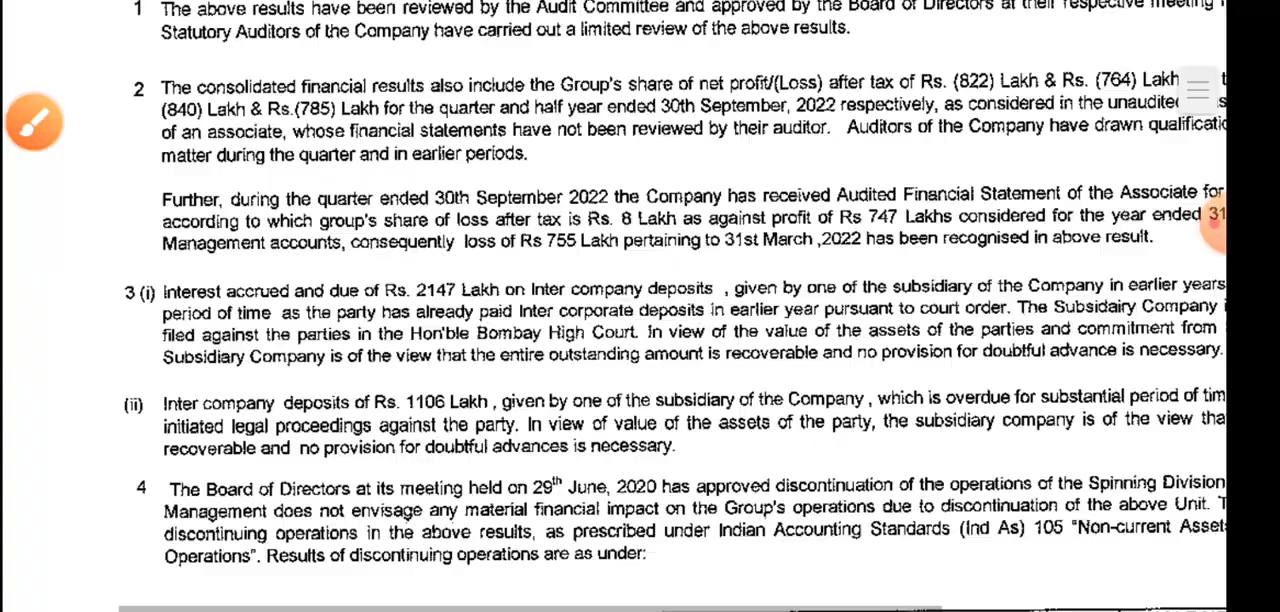 1 The above results have been reviewed by the Audit Committee and approved by the Board of Directors at their respective meeting
Statutory Auditors of the Company have carried out a limited review of the above results.
2 The consolidated financial results also include the Group's share of net profit/(Loss) after tax of Rs. (822) Lakh & Rs. (764) Lakh
(840) Lakh & Rs.(785) Lakh for the quarter and half year ended 30th September, 2022 respectively, as considered in the
of an associate, whose financial statements have not been reviewed by their auditor. Auditors of the Company have drawn
matter during the quarter and in earlier periods.
Further, during the quarter ended 30th September 2022 the Company has received Audited Financial Statement of the Associate for
according to which group's share of loss after tax is Rs. 8 Lakh as against profit of Rs 747 Lakhs considered for the year ended 31
Management accounts, consequently loss of Rs 755 Lakh pertaining to 31st March ,2022 has been recognised in above result.
3 (i) Interest accrued and due of Rs. 2147 Lakh on Inter company deposits , given by one of the subsidiary of the Company in earlier years
period of time as the party has already paid Inter corporate deposits in earlier year pursuant to court order. The Subsidairy Company
filed against the parties in the Hon'ble Bombay High Court. In view of the value of the assets of the parties and commitment from
Subsidiary Company is of the view that the entire outstanding amount is recoverable and no provision for doubtful advance is necessary.
(ii) Inter company deposits of Rs. 1106 Lakh , given by one of the subsidiary of the Company , which is overdue for substantial period of tim
initiated legal proceedings against the party. In view of value of the assets of the party, the subsidiary company is of the view tha
recoverable and no provision for doubtful advances is necessary.
4 The Board of Directors at its meeting held on 29th June, 2020 has approved discontinuation of the operations of the Spinning Division
Management does not envisage any material financial impact on the Group's operations due to discontinuation of the above Unit. T
discontinuing operations in the above results, as prescribed under Indian Accounting Standards (Ind As) 105 "Non-current Asset
Operations". Results of discontinuing operations are as under: